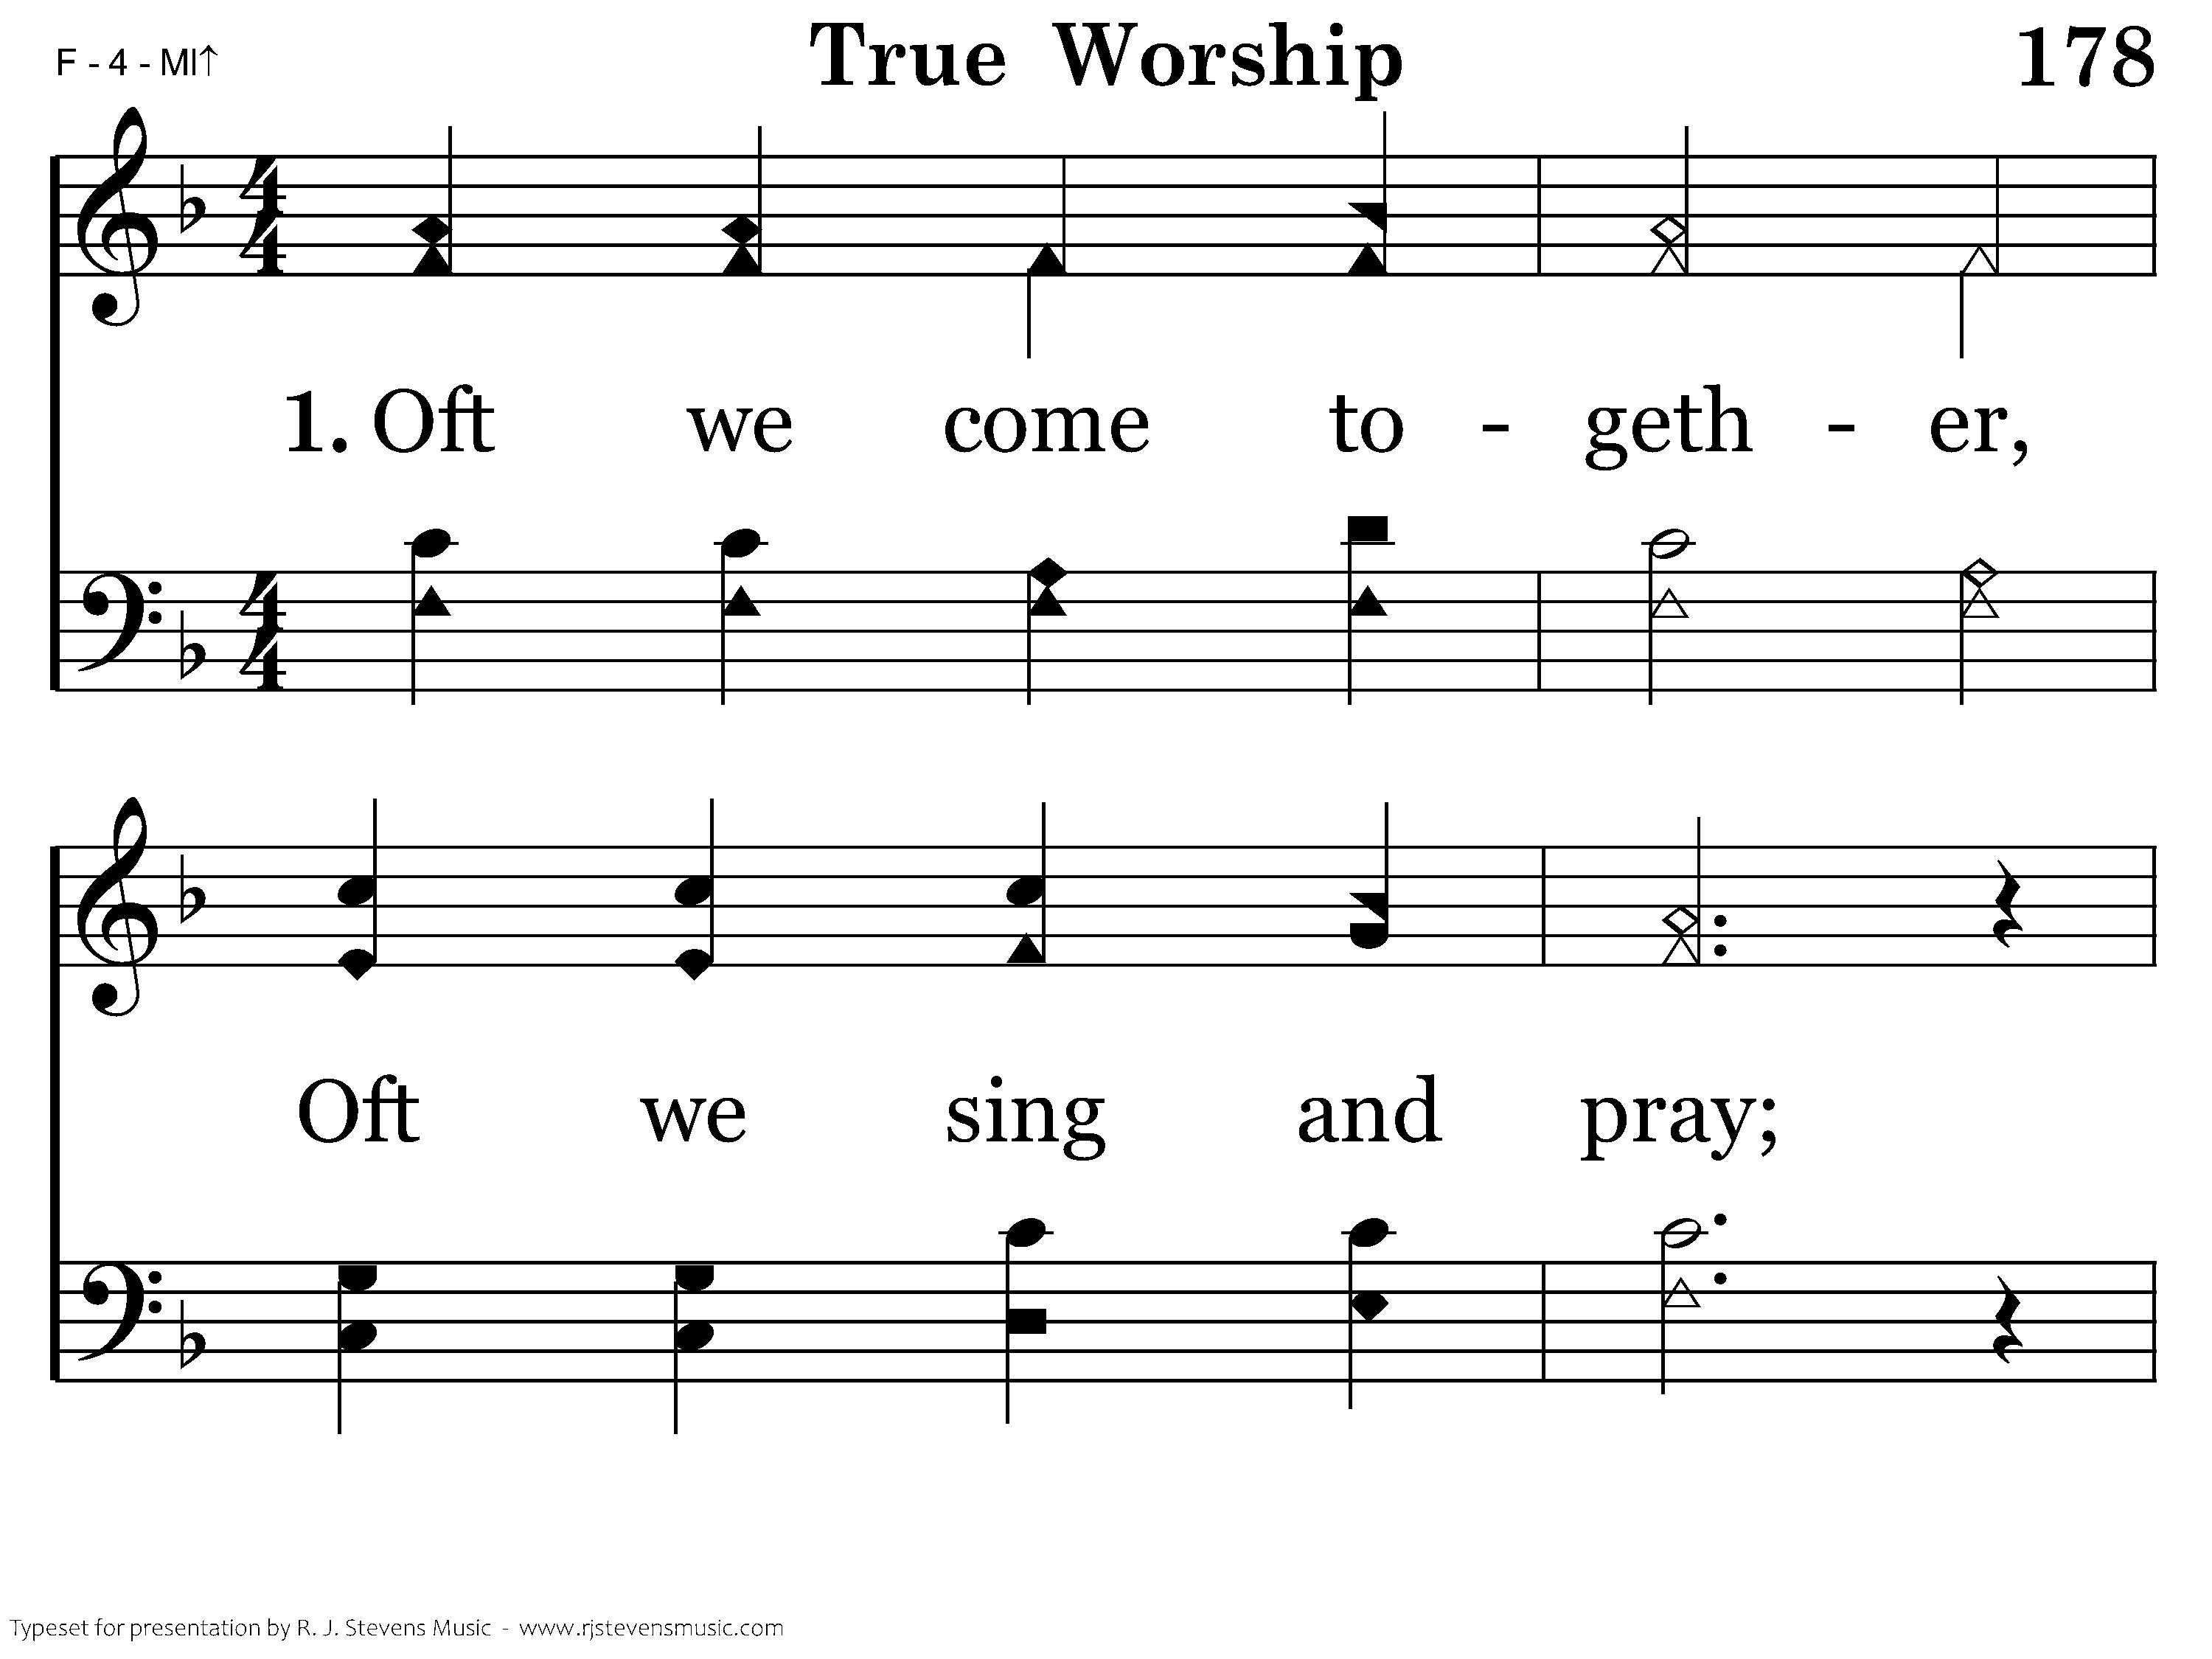 F - 4 - MI↑
True Worship
178
1. Oft we come to - geth - er,
Oft we sing and pray;
Typeset for presentation by R. J. Stevens Music - www.rjstevensmusic.com